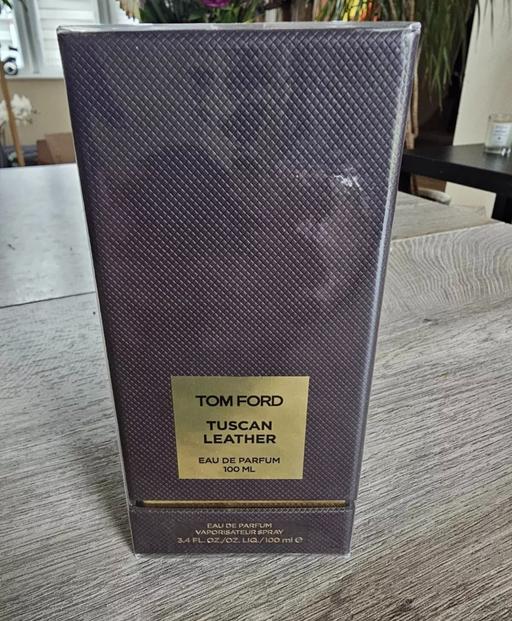 TOM FORD
TUSCAN
LEATHER
EAU DE PARFUM
100 ML
EAU DE PARFUM
VAPORISATEUR SPRAY
3.4 FL. OZ./OZ. LIQ./100 ml ℮